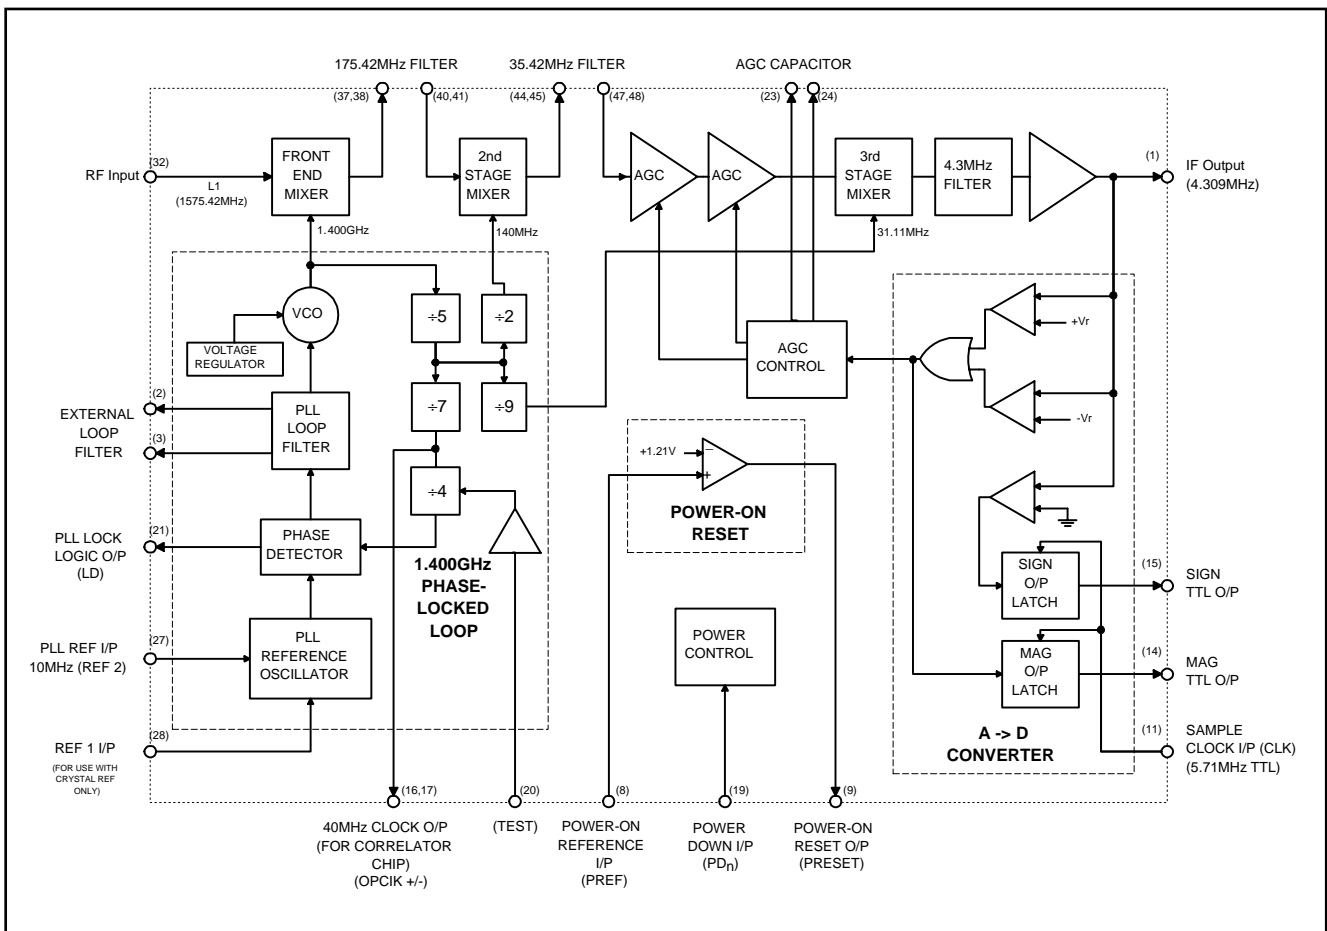 175.42MHz FILTER
35.42MHz FILTER
AGC CAPACITOR
(37,38)
(40,41)
(44,45)
(47,48)
(23)
(24)
RF Input
(32)
L1
(1575.42MHz)
FRONT
END
MIXER
2nd
STAGE
MIXER
AGC
AGC
3rd
STAGE
MIXER
4.3MHz
FILTER
(1)
IF Output
(4.309MHz)
1.400GHz
140MHz
31.11MHz
VCO
÷5
÷2
VOLTAGE
REGULATOR
AGC
CONTROL
+Vr
-Vr
(2)
EXTERNAL
LOOP
FILTER
(3)
PLL
LOOP
FILTER
÷7
÷9
÷4
+1.21V
−
+
POWER-ON
RESET
(21)
PLL LOCK
LOGIC O/P
(LD)
PHASE
DETECTOR
1.400GHz
PHASE-
LOCKED
LOOP
SIGN
O/P
LATCH
(15)
SIGN
TTL O/P
(27)
PLL REF I/P
10MHz (REF 2)
PLL
REFERENCE
OSCILLATOR
POWER
CONTROL
MAG
O/P
LATCH
(14)
MAG
TTL O/P
(28)
REF 1 I/P
(FOR USE WITH
CRYSTAL REF
ONLY)
A -> D
CONVERTER
(11)
SAMPLE
CLOCK I/P (CLK)
(5.71MHz TTL)
(16,17)
(20)
(8)
(19)
(9)
40MHz CLOCK O/P
(FOR CORRELATOR
CHIP)
(OPCIK +/-)
(TEST)
POWER-ON
REFERENCE
I/P
(PREF)
POWER
DOWN I/P
(PDn)
POWER-ON
RESET O/P
(PRESET)